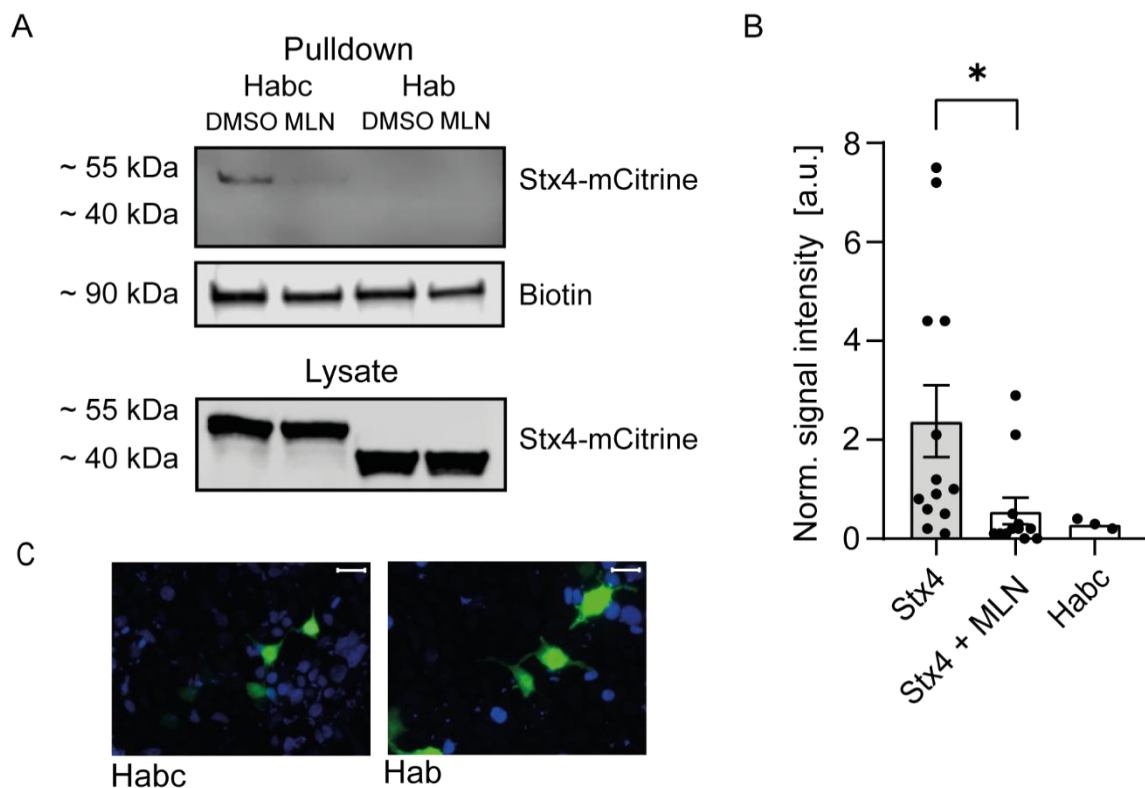 A
Pulldown
Habc Hab
DMSO MLN DMSO MLN
~ 55 kDa
~ 40 kDa
Stx4-mCitrine
~ 90 kDa
Biotin
Lysate
~ 55 kDa
~ 40 kDa
Stx4-mCitrine
B
*
Norm. signal intensity [a.u.]
8
6
4
2
0
Stx4
Stx4 + MLN
Habc
C
Habc
Hab